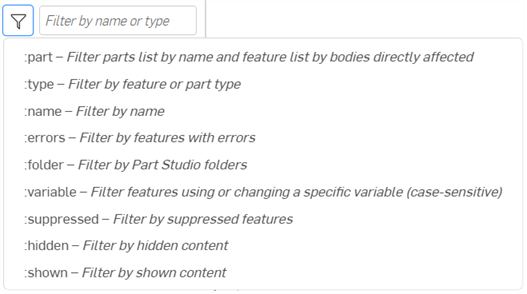 Filter by name or type
:part – Filter parts list by name and feature list by bodies directly affected
:type – Filter by feature or part type
:name – Filter by name
:errors – Filter by features with errors
:folder – Filter by Part Studio folders
:variable – Filter features using or changing a specific variable (case-sensitive)
:suppressed – Filter by suppressed features
:hidden – Filter by hidden content
:shown – Filter by shown content